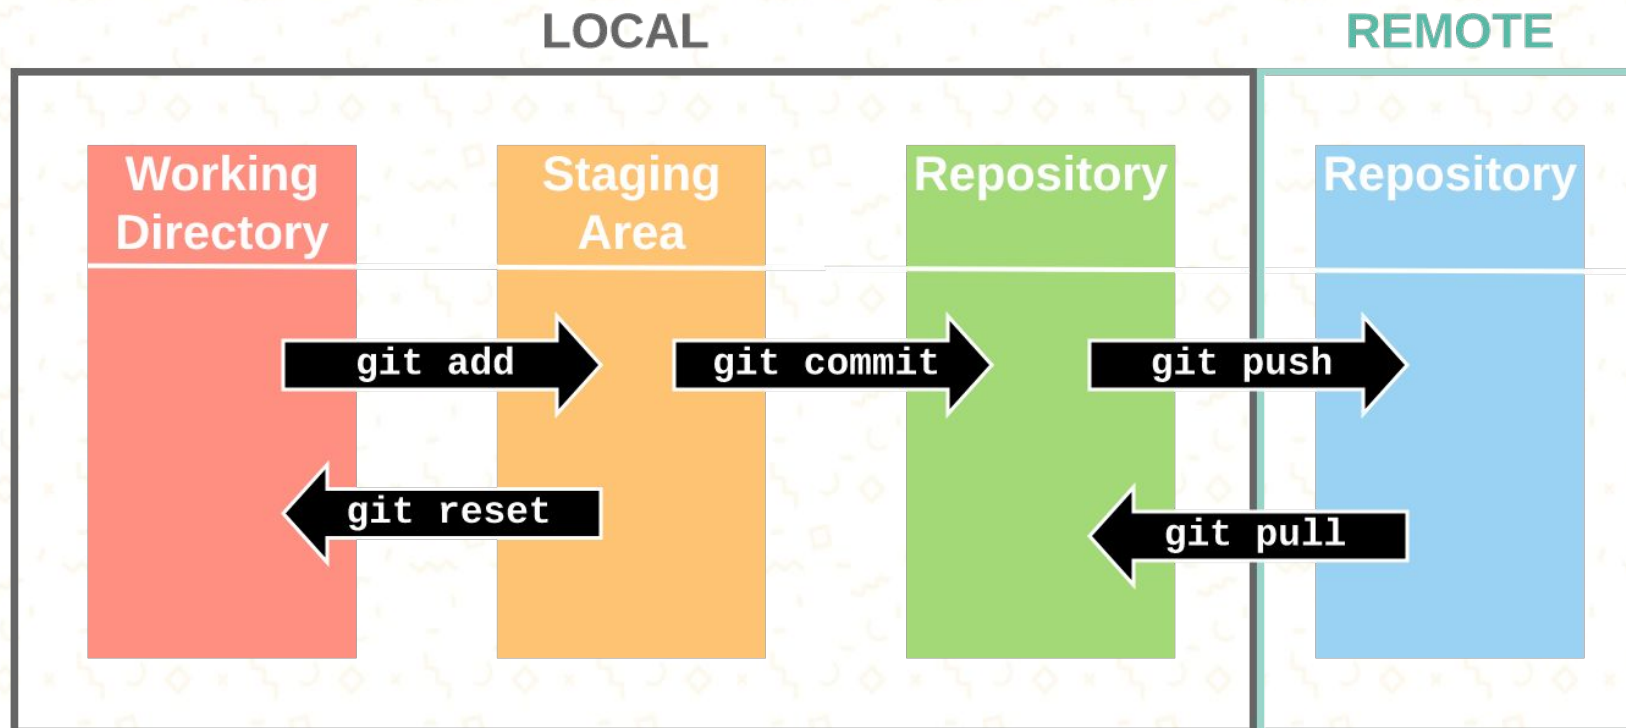 LOCAL
REMOTE
Working
Directory
Staging
Area
Repository
Repository
git add
git commit
git push
git reset
git pull